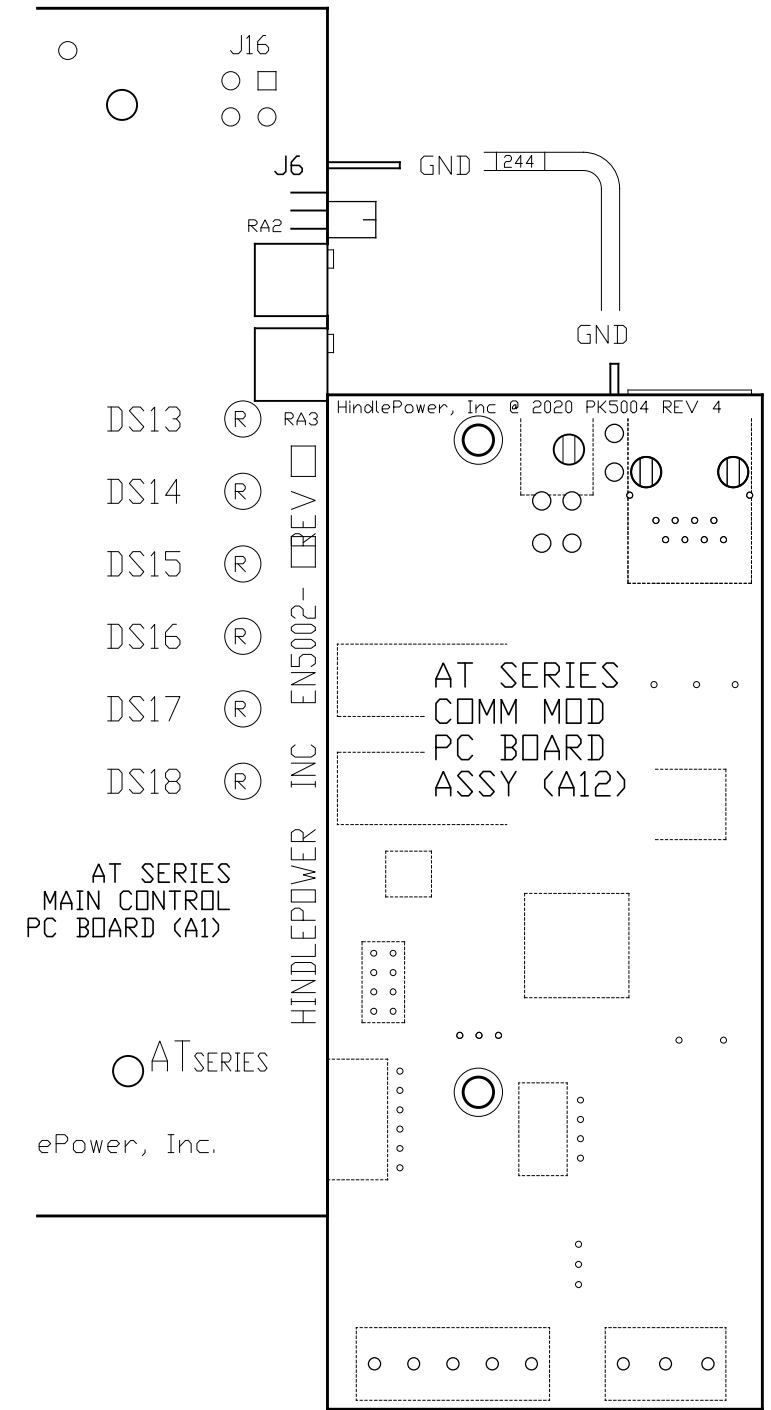 J16
J6
GND
244
RA2
GND
HindlePower, Inc @ 2020 PK5004 REV 4
DS13
R
RA3
DS14
R
DS15
R
DS16
R
DS17
R
DS18
R
HINDLEPOWER INC EN5002- REV
AT SERIES
COMM MOD
PC BOARD
ASSY (A12)
AT SERIES
MAIN CONTROL
PC BOARD (A1)
ATSERIES
ePower, Inc.